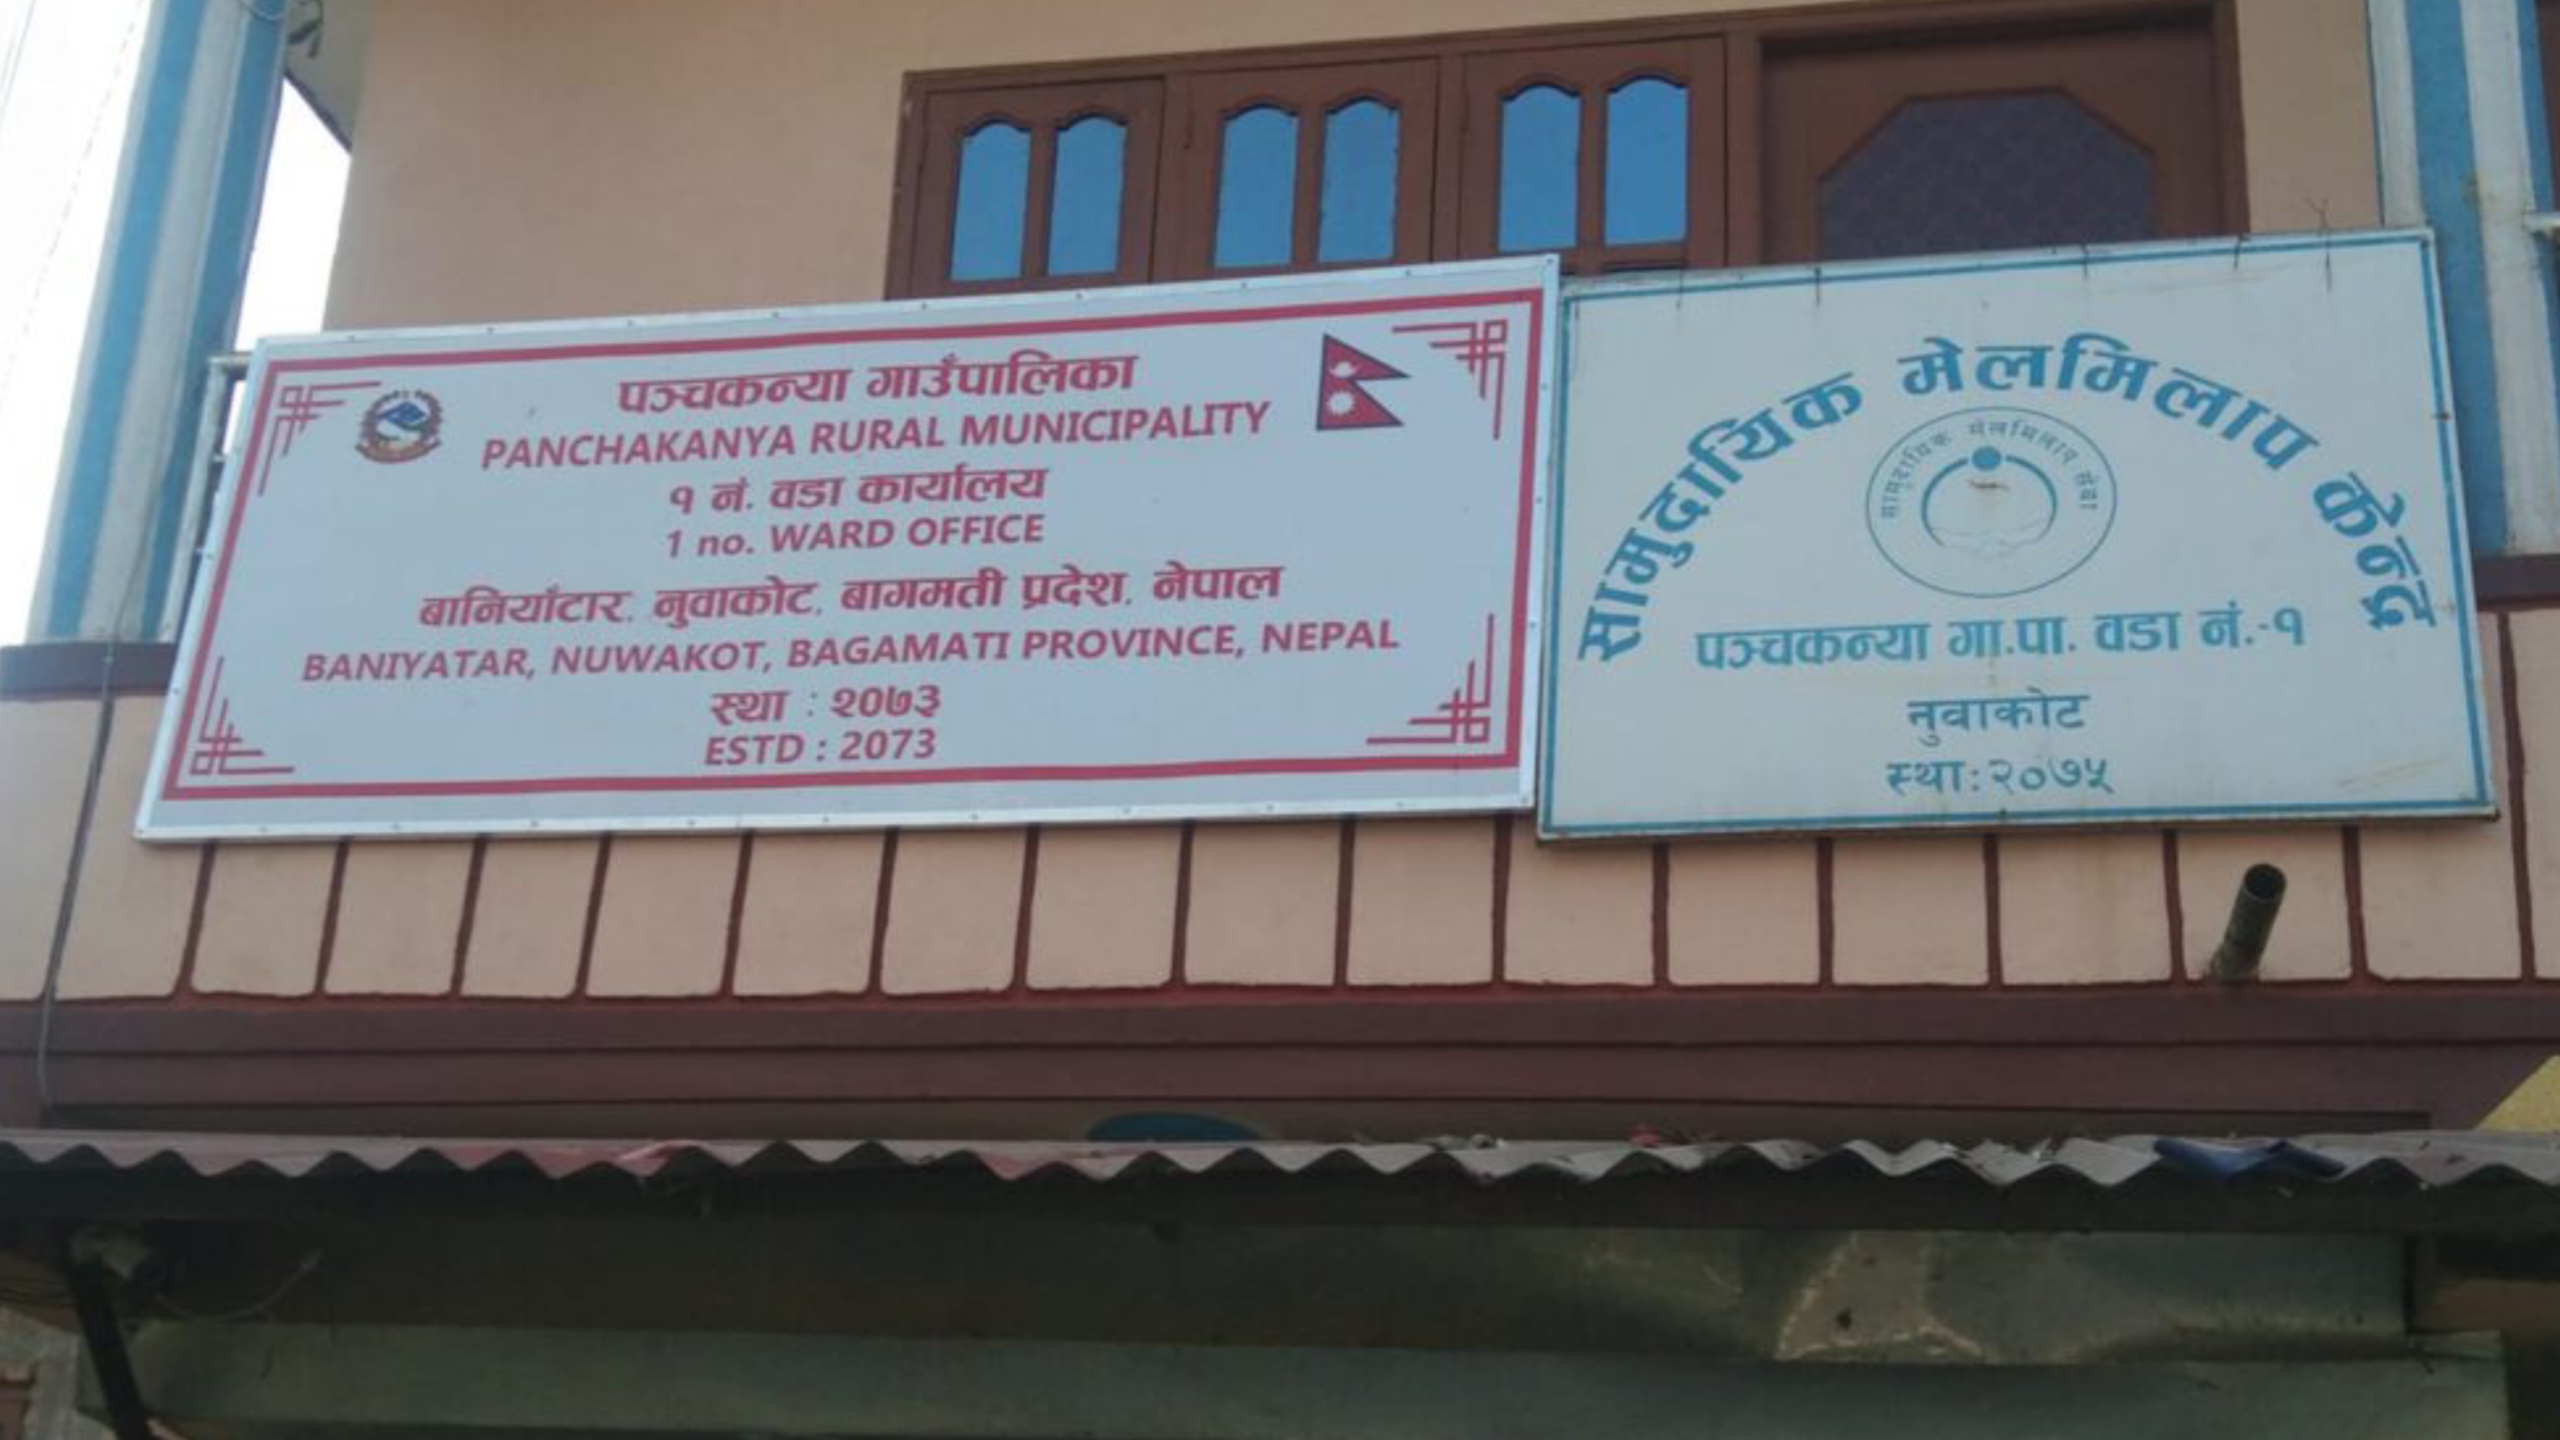 पञ्चकन्या गाउँपालिका
PANCHAKANYA RURAL MUNICIPALITY
१ नं. वडा कार्यालय
1 no. WARD OFFICE
बानियाँटार, नुवाकोट, बागमती प्रदेश, नेपाल
BANIYATAR, NUWAKOT, BAGAMATI PROVINCE, NEPAL
स्था : २०७३
ESTD : 2073
सामुदायिक मेलमिलाप केन्द्र
सामुदायिक मेलमिलाप सेवा
पञ्चकन्या गा.पा. वडा नं.-१
नुवाकोट
स्था: २०७५